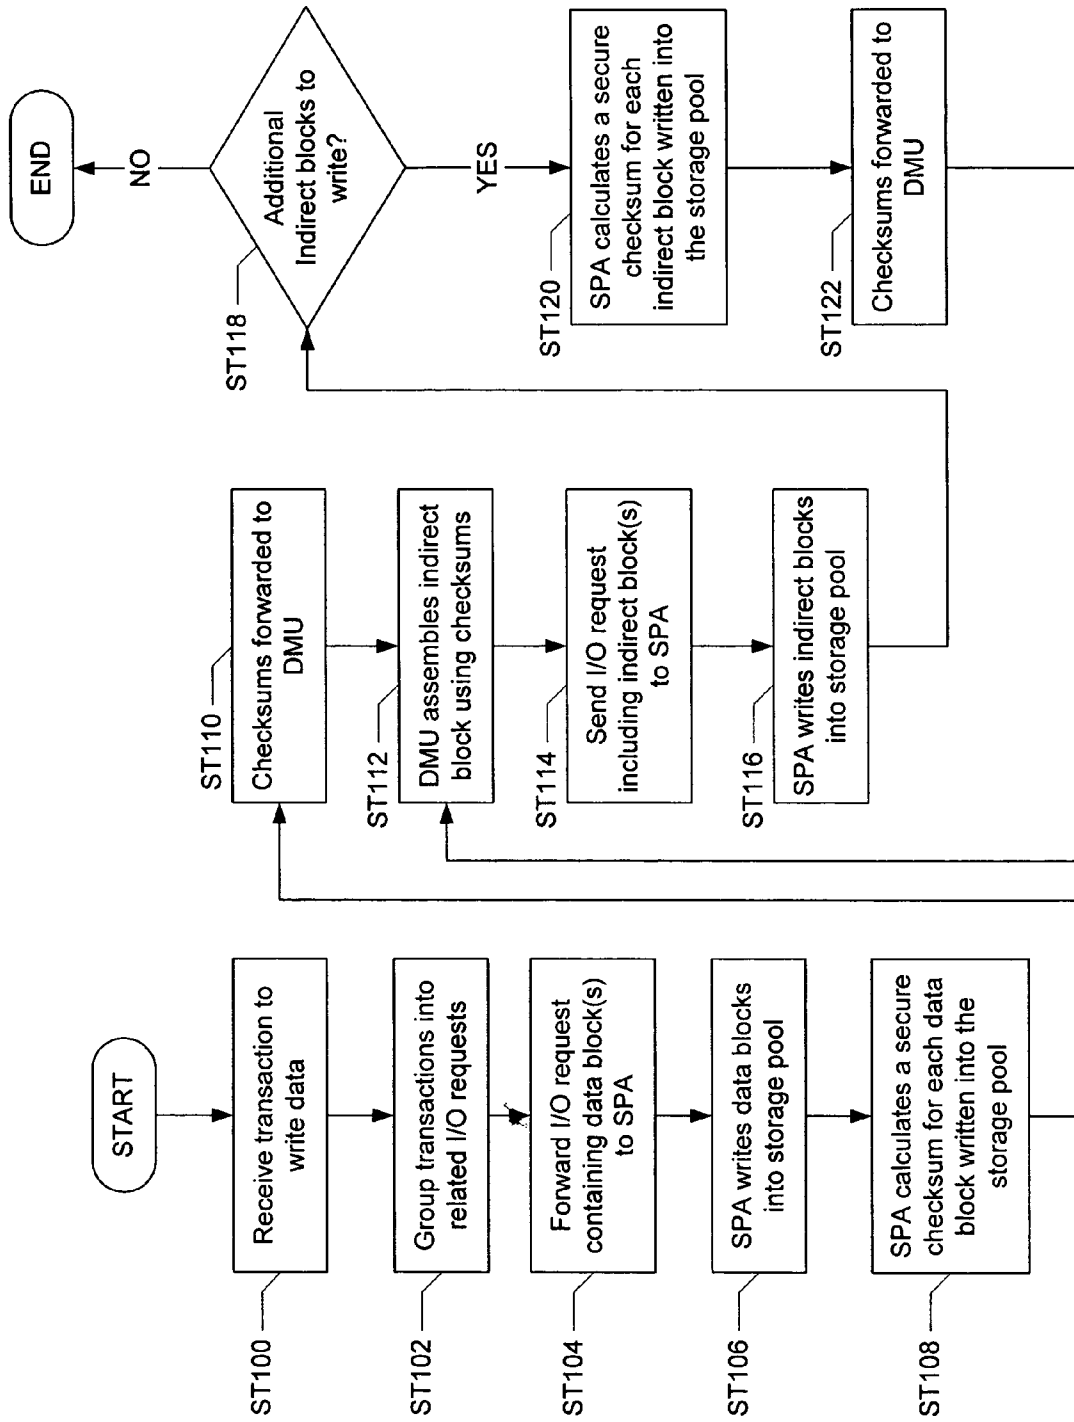 START
ST100
Receive transaction to
write data
ST102
Group transactions into
related I/O requests
ST104
Forward I/O request
containing data block(s)
to SPA
ST106
SPA writes data blocks
into storage pool
ST108
SPA calculates a secure
checksum for each data
block written into the
storage pool
ST110
Checksums forwarded to
DMU
ST112
DMU assembles indirect
block using checksums
ST114
Send I/O request
including indirect block(s)
to SPA
ST116
SPA writes indirect blocks
into storage pool
END
NO
ST118
Additional
Indirect blocks to
write?
YES
ST120
SPA calculates a secure
checksum for each
indirect block written into
the storage pool
ST122
Checksums forwarded to
DMU